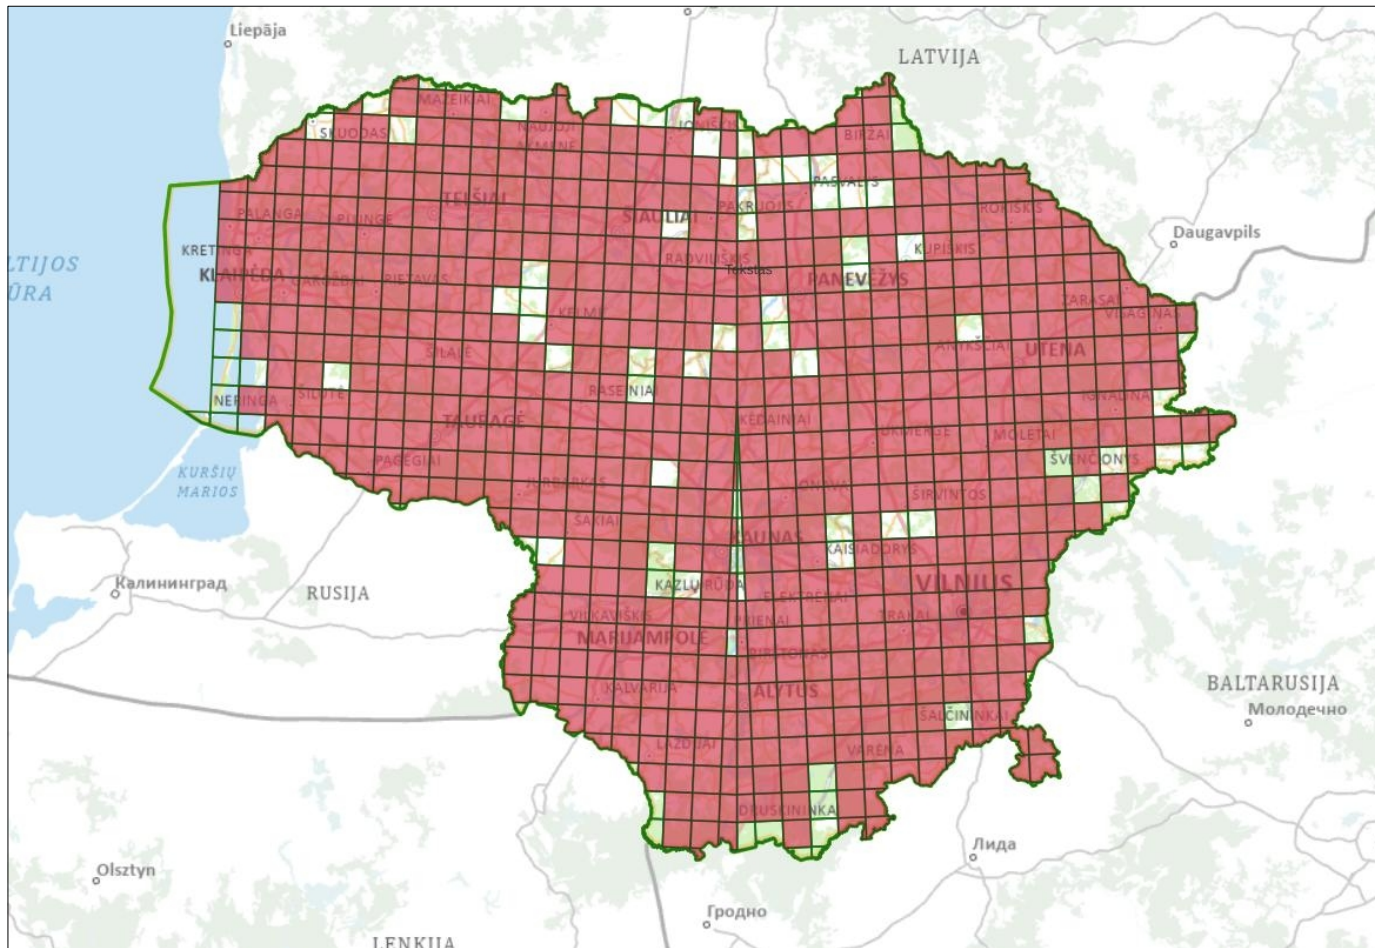 Liepāja
LATVIJA
MAŽEIKIAI
SKUODAS
NAUJOJI
AKMENĖ
JONIŠKIS
BIRŽAI
PASVALYS
TELŠIAI
PAKRUOJIS
ROKIŠKIS
PALANGA
PLUNGĖ
ŠIAULIAI
Daugavpils
KRETINGA
RADVILIŠKIS
KUPIŠKIS
LTIJOS
ŪRA
KLAIPĖDA
GARGŽDAI
RIETAVAS
Tekstas
PANEVĖŽYS
ZARASAI
VISAGINAS
KELMĖ
ŠILALĖ
ANYKŠČIAI
UTENA
NERINGA
ŠILUTĖ
RASEINIAI
IGNALINA
TAURAGĖ
KĖDAINIAI
UKMERGĖ
MOLĖTAI
PAGĖGIAI
ŠVENČIONYS
KURŠIŲ
MARIOS
JURBARKAS
JONAVA
ŠIRVINTOS
ŠAKIAI
KAUNAS
KAIŠIADORYS
Калининград
RUSIJA
KAZLŲ RŪDA
VILNIUS
ELEKTRĖNAI
VILKAVIŠKIS
PRIENAI
TRAKAI
MARIJAMPOLĖ
BIRŠTONAS
KALVARIJA
ALYTUS
BALTARUSIJA
Молодечно
ŠALČININKAI
LAZDIJAI
VARĖNA
DRUSKININKA
Лида
Olsztyn
Гродно
LENKIJA